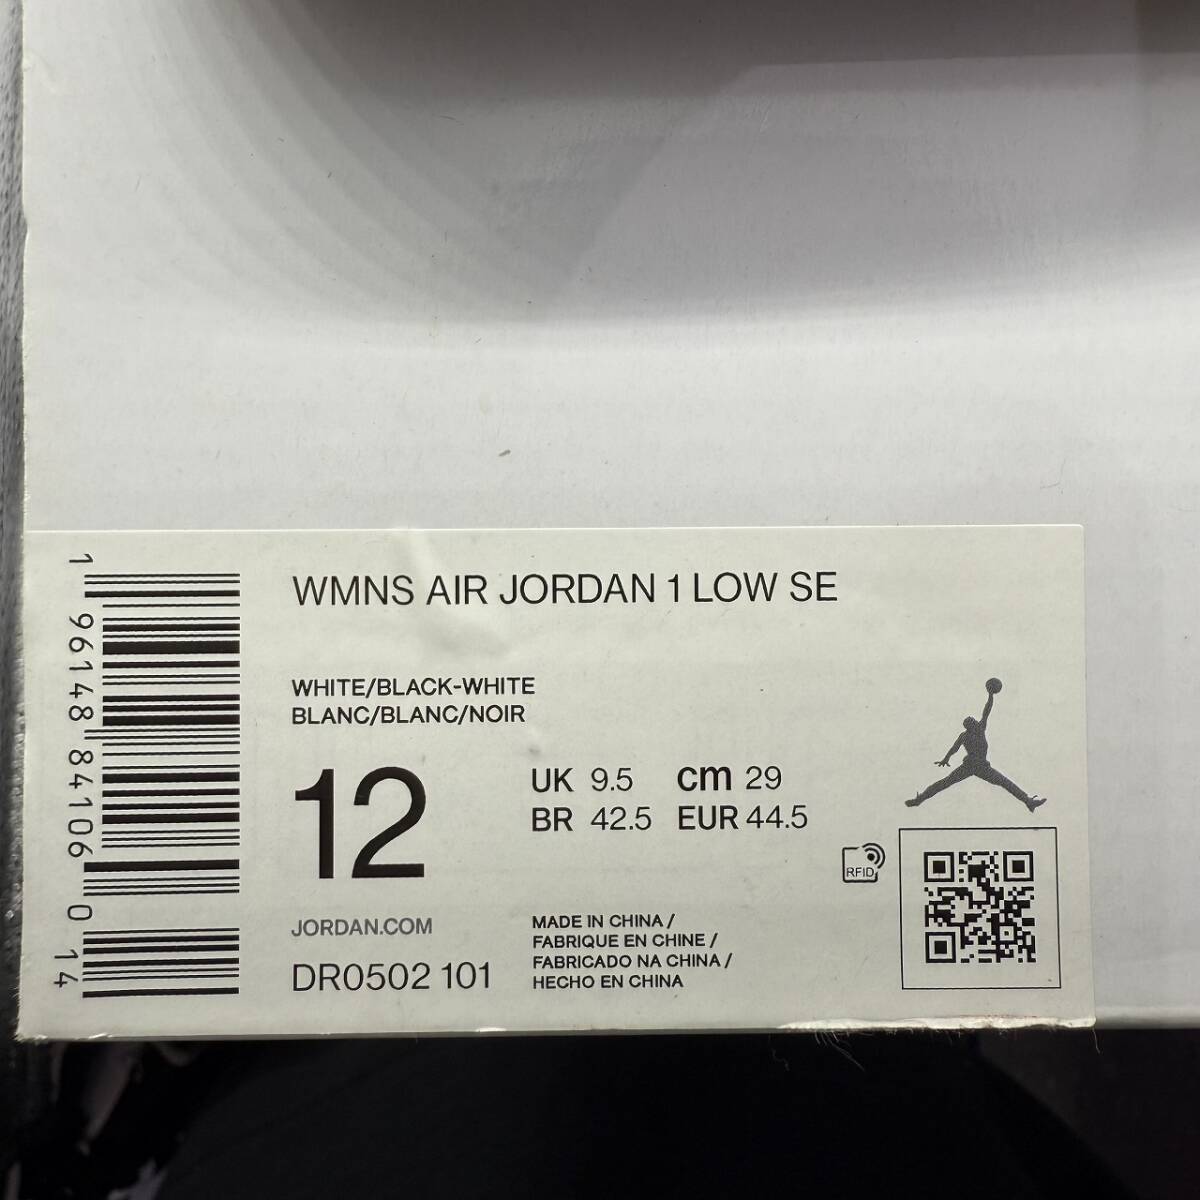 WMNS AIR JORDAN 1 LOW SE
WHITE/BLACK-WHITE
BLANC/BLANC/NOIR
12
UK 9.5 cm 29
BR 42.5 EUR 44.5
RFID
JORDAN.COM
DR0502 101
MADE IN CHINA /
FABRIQUE EN CHINE /
FABRICADO NA CHINA /
HECHO EN CHINA
1 96148 84106 0 14